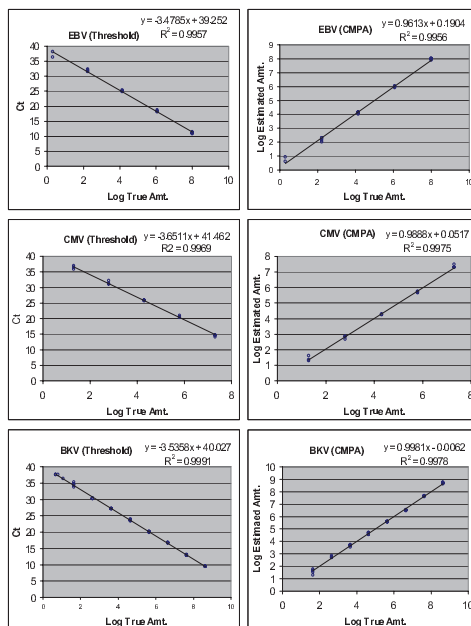 EBV (Threshold)
y = -3.4785x + 39.252
R² = 0.9957
Ct
40
35
30
25
20
15
10
5
0
0 2 4 6 8 10
Log True Amt.
EBV (CMPA)
y = 0.9613x + 0.1904
R² = 0.9956
Log Estimated Amt.
9
8
7
6
5
4
3
2
1
0
0 2 4 6 8 10
Log True Amt.
CMV (Threshold)
y = -3.6511x + 41.462
R2 = 0.9969
Ct
40
35
30
25
20
15
10
5
0
0 2 4 6 8
Log True Amt.
CMV (CMPA)
y = 0.9888x + 0.0517
R² = 0.9975
Log Estimated Amt.
8
7
6
5
4
3
2
1
0
0 2 4 6 8
Log True Amt.
BKV (Threshold)
y = -3.5358x + 40.027
R² = 0.9991
Ct
40
35
30
25
20
15
10
5
0
0 2 4 6 8 10
Log True Amt.
BKV (CMPA)
y = 0.9981x - 0.0062
R² = 0.9978
Log Estimaed Amt.
10
9
8
7
6
5
4
3
2
1
0
0 2 4 6 8 10
Log True Amt.